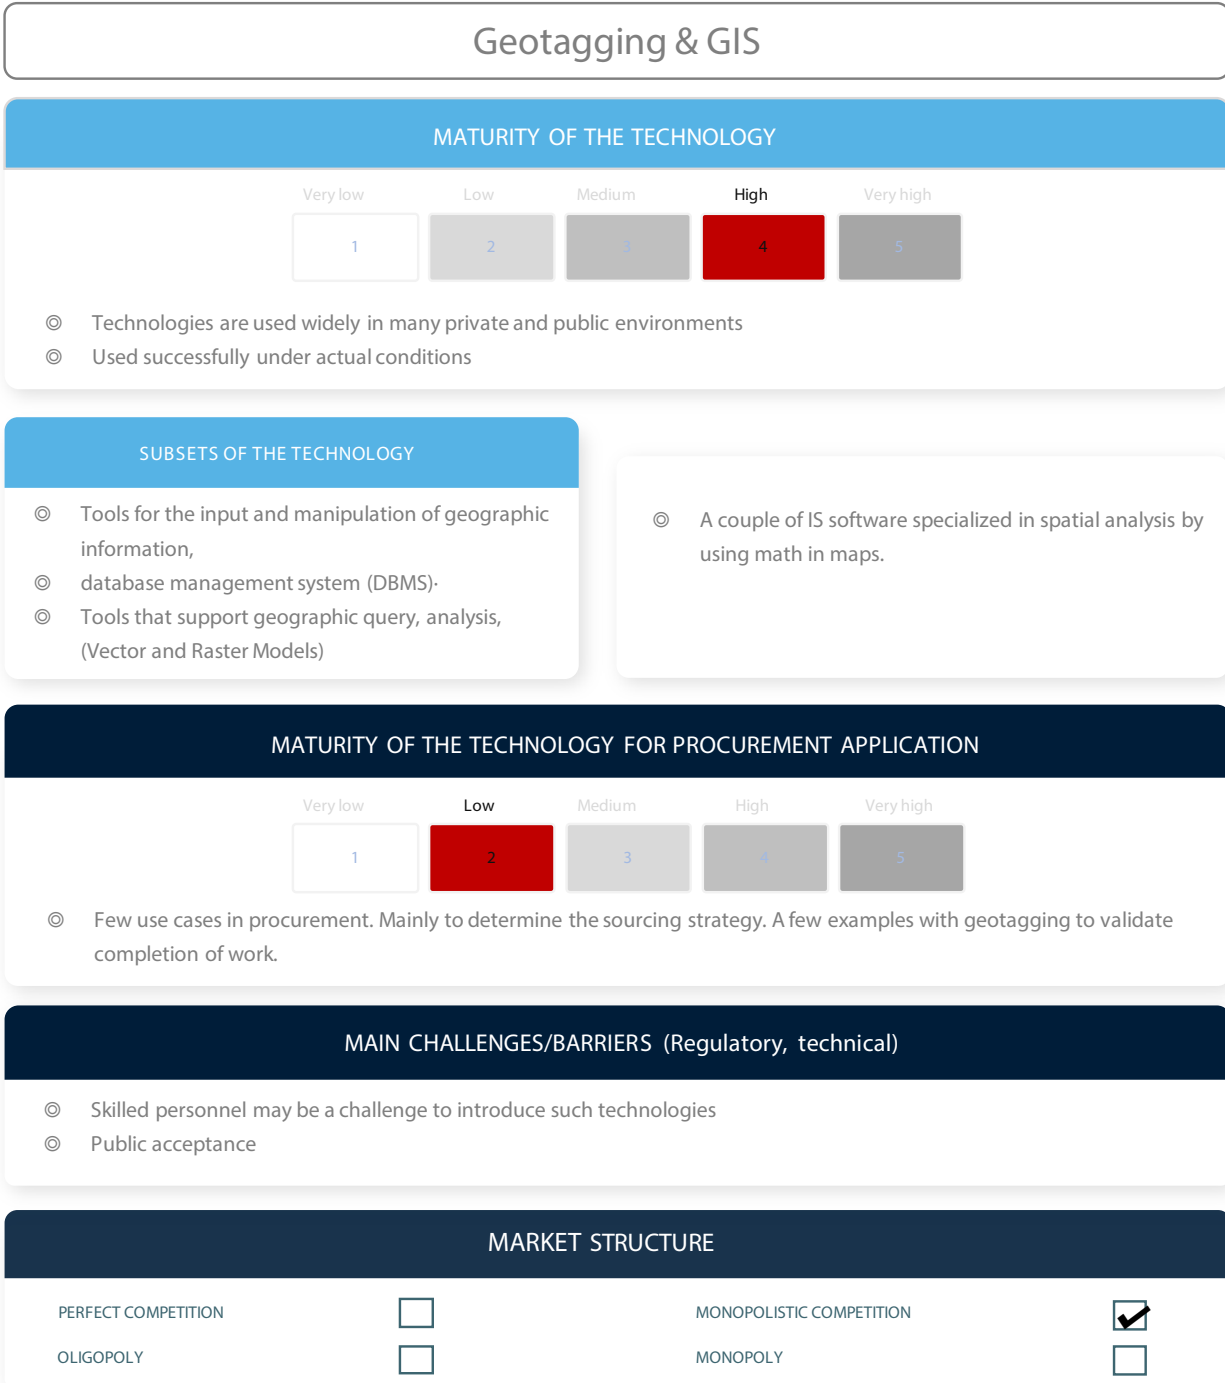 Geotagging & GIS
MATURITY OF THE TECHNOLOGY
Very low Low Medium High Very high
1 2 3 4 5
◎ Technologies are used widely in many private and public environments
◎ Used successfully under actual conditions
SUBSETS OF THE TECHNOLOGY
◎ Tools for the input and manipulation of geographic
information,
◎ database management system (DBMS)·
◎ Tools that support geographic query, analysis,
(Vector and Raster Models)
◎ A couple of IS software specialized in spatial analysis by
using math in maps.
MATURITY OF THE TECHNOLOGY FOR PROCUREMENT APPLICATION
Very low Low Medium High Very high
1 2 3 4 5
◎ Few use cases in procurement. Mainly to determine the sourcing strategy. A few examples with geotagging to validate
completion of work.
MAIN CHALLENGES/BARRIERS (Regulatory, technical)
◎ Skilled personnel may be a challenge to introduce such technologies
◎ Public acceptance
MARKET STRUCTURE
PERFECT COMPETITION
MONOPOLISTIC COMPETITION ✔
OLIGOPOLY
MONOPOLY